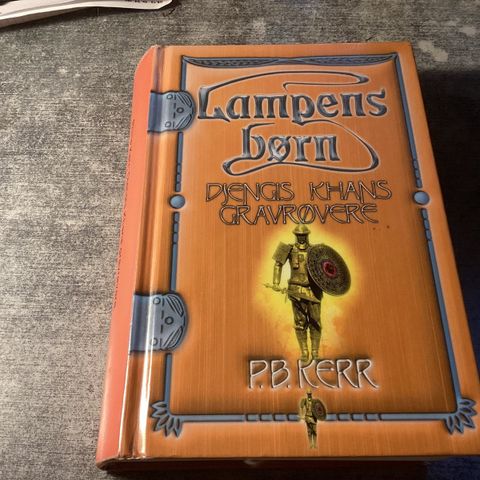 Lampens
børn
DJENGIS KHANS
GRAVRØVERE
P.B. KERR